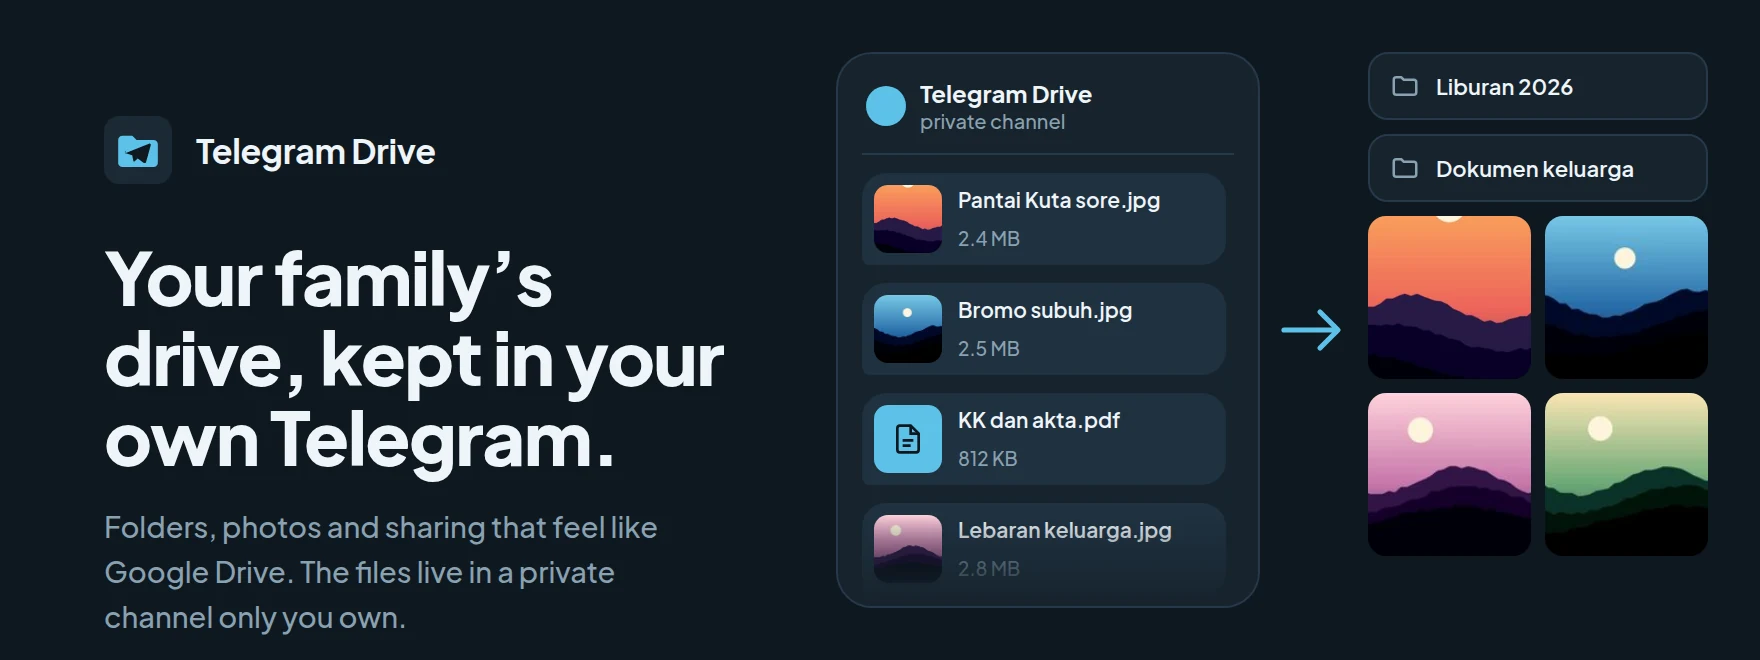 Telegram Drive
Your family’s
drive, kept in your
own Telegram.
Folders, photos and sharing that feel like
Google Drive. The files live in a private
channel only you own.
Telegram Drive
private channel
Pantai Kuta sore.jpg
2.4 MB
Bromo subuh.jpg
2.5 MB
KK dan akta.pdf
812 KB
Lebaran keluarga.jpg
2.8 MB
Liburan 2026
Dokumen keluarga